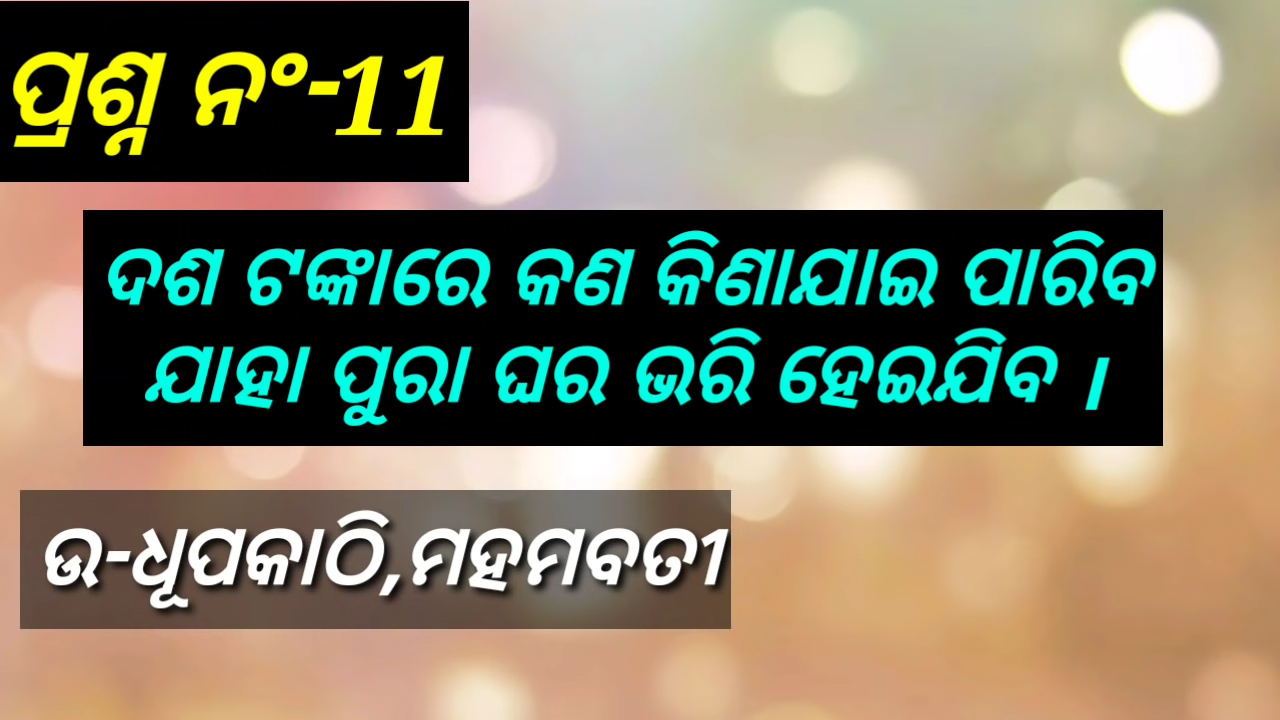 ପ୍ରଶ୍ନ ନଂ-11
ଦଶ ଟଙ୍କାରେ କଣ କିଣାଯାଇ ପାରିବ
ଯାହା ପୁରା ଘର ଭରି ହେଇଯିବ ।
ଉ-ଧୂପକାଠି,ମହମବତୀ